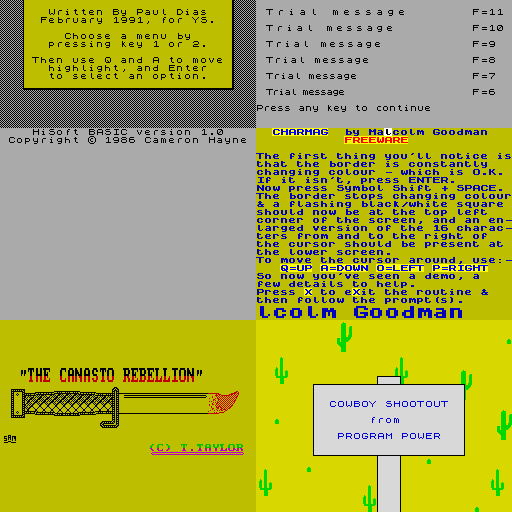 Written By Paul Dias
February 1991, for YS.
Choose a menu by
pressing key 1 or 2.
Then use Q and A to move
highlight, and Enter
to select an option.
Trial message F=11
Trial message F=10
Trial message F=9
Trial message F=8
Trial message F=7
Trial message F=6
Press any key to continue
HiSoft BASIC version 1.0
Copyright © 1986 Cameron Hayne
CHARMAG by Malcolm Goodman
FREEWARE
The first thing you'll notice is
that the border is constantly
changing colour - which is O.K.
If it isn't, press ENTER.
Now press Symbol Shift + SPACE.
The border stops changing colour
& a flashing black/white square
should now be at the top left
corner of the screen, and an en-
larged version of the 16 charac-
ters from and to the right of
the cursor should be present at
the lower screen.
To move the cursor around, use:-
Q=UP A=DOWN O=LEFT P=RIGHT
So now you've seen a demo, a
few details to help.
Press X to eXit the routine &
then follow the prompt(s).
lcolm Goodman
"THE CANASTO REBELLION"
SAM
(C) T.TAYLOR
COWBOY SHOOTOUT
from
PROGRAM POWER